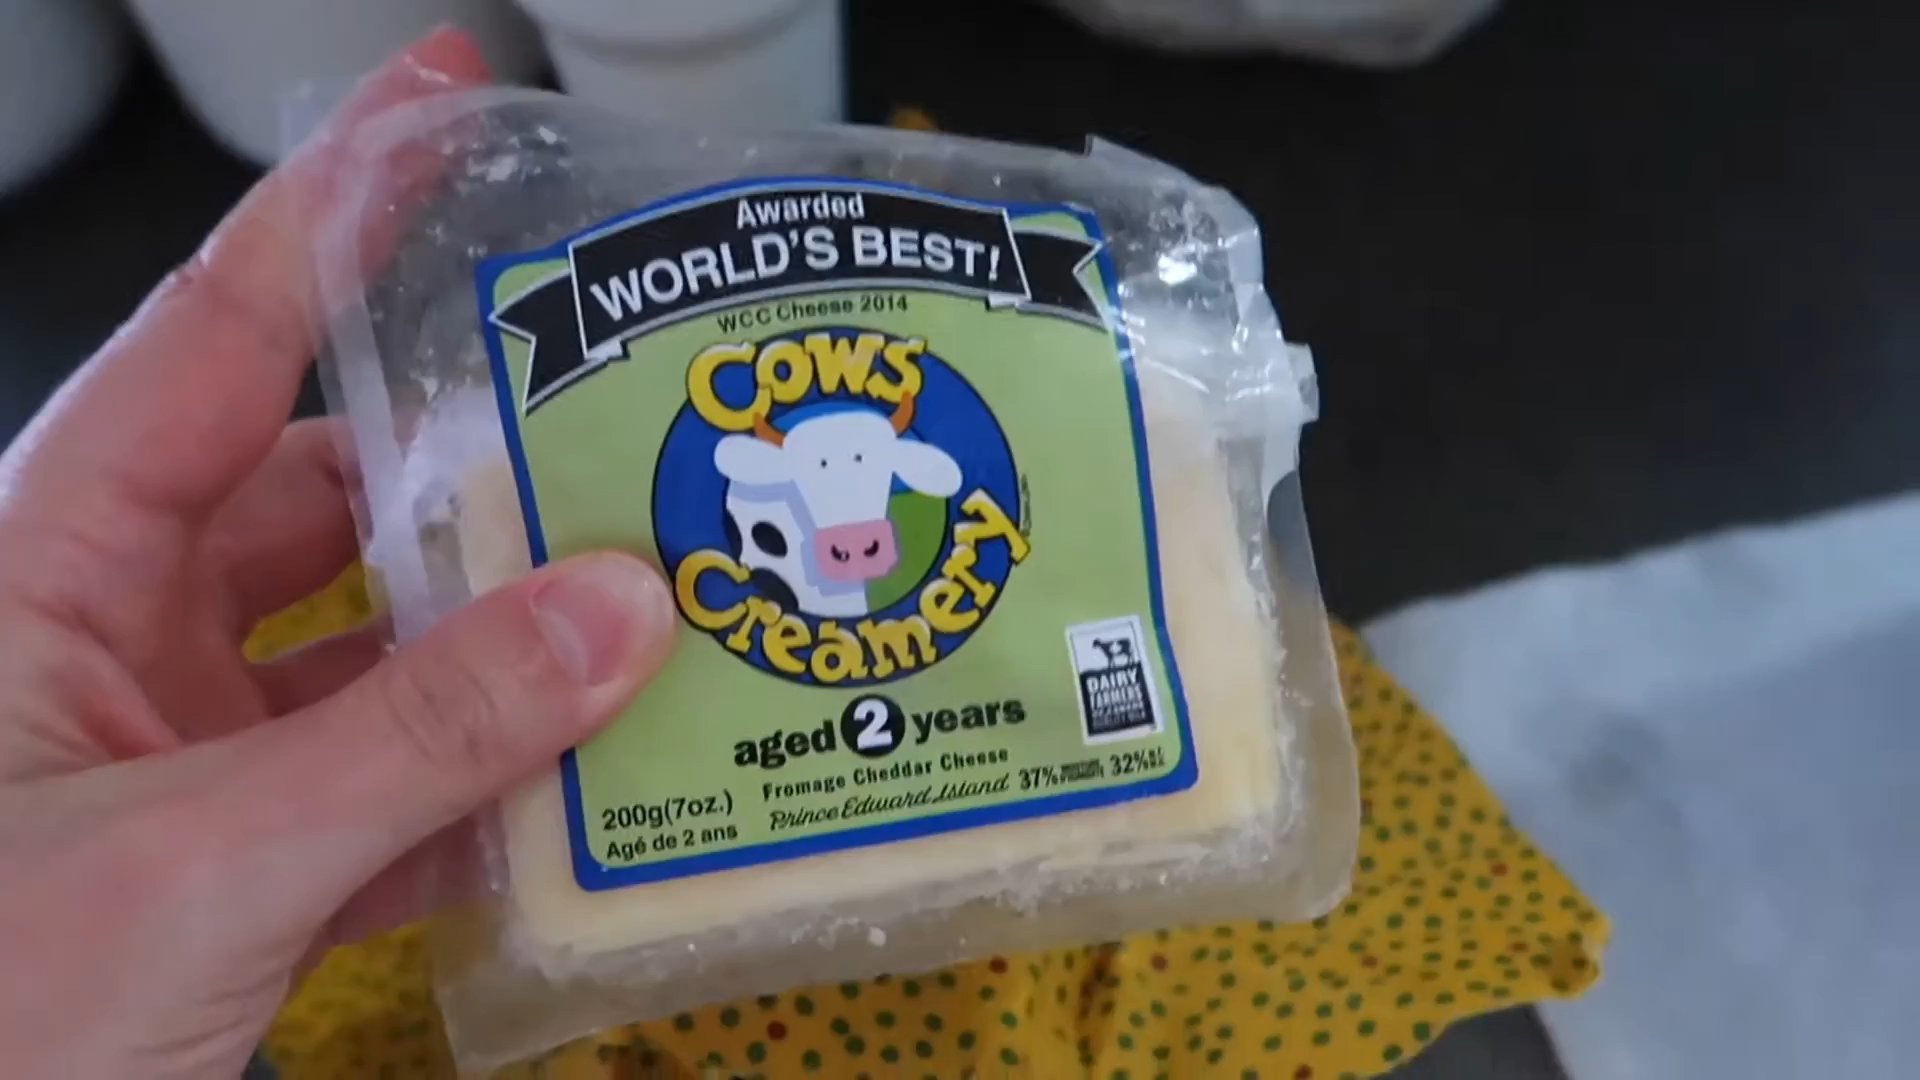 Awarded
WORLD'S BEST!
WCC Cheese 2014
COWS
Creamery
aged 2 years
Fromage Cheddar Cheese
Prince Edward Island 37% 32%
200g(7oz.)
Agé de 2 ans
DAIRY
FARMERS